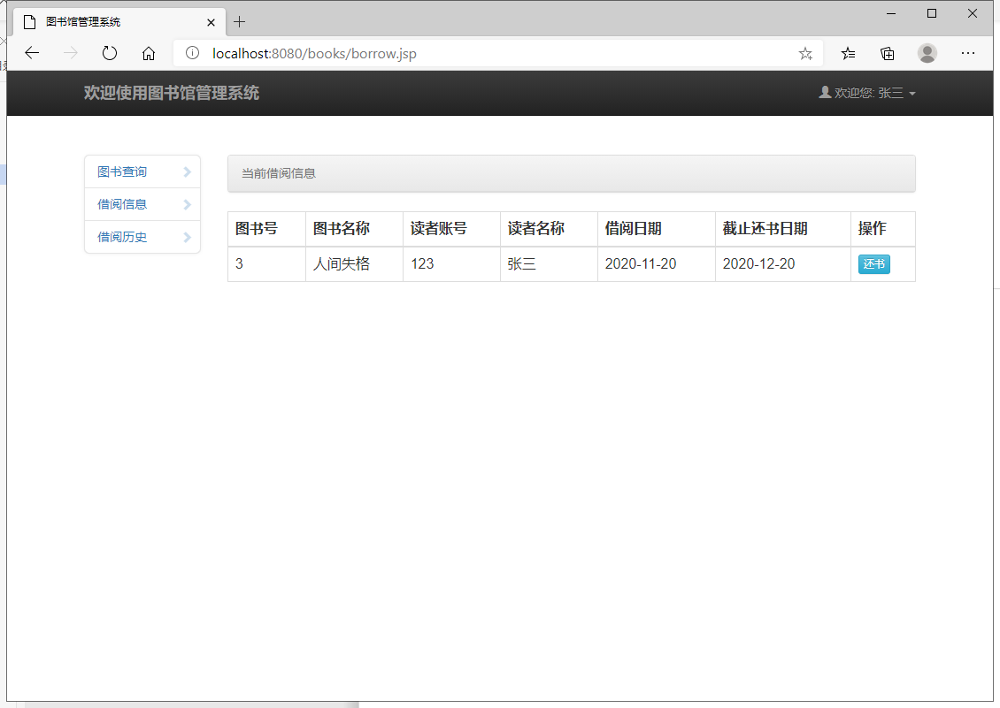 图书馆管理系统
localhost:8080/books/borrow.jsp
欢迎使用图书馆管理系统 欢迎您: 张三
图书查询
借阅信息
借阅历史
当前借阅信息
图书号 图书名称 读者账号 读者名称 借阅日期 截止还书日期 操作
3 人间失格 123 张三 2020-11-20 2020-12-20 还书